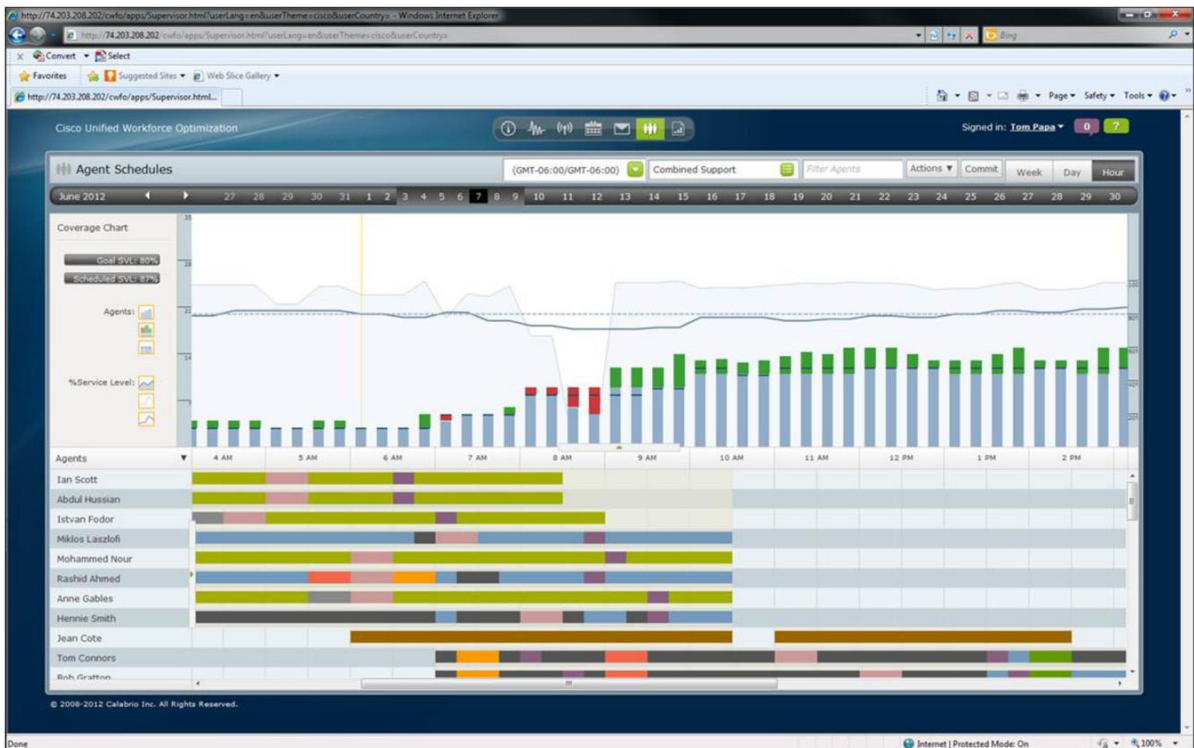 http://74.203.208.202/cwfo/apps/Supervisor.html?userLang=en&userTheme=cisco&userCountry= - Windows Internet Explorer
http://74.203.208.202/cwfo/apps/Supervisor.html?userLang=en&userTheme=cisco&userCountry=
Bing
x Convert Select
Favorites Suggested Sites Web Slice Gallery
http://74.203.208.202/cwfo/apps/Supervisor.html...
Page Safety Tools
Cisco Unified Workforce Optimization
Signed in: Tom Papa 0 ?
Agent Schedules
(GMT-06:00/GMT-06:00) Combined Support Filter Agents Actions Commit Week Day Hour
June 2012 27 28 29 30 31 1 2 3 4 5 6 7 8 9 10 11 12 13 14 15 16 17 18 19 20 21 22 23 24 25 26 27 28 29 30
Coverage Chart
35
Goal SVL: 80%
28
Scheduled SVL: 87%
Agents:
21
14
%Service Level:
7
Agents 4 AM 5 AM 6 AM 7 AM 8 AM 9 AM 10 AM 11 AM 12 PM 1 PM 2 PM
Ian Scott
Abdul Hussian
Istvan Fodor
Miklos Laszlofi
Mohammed Nour
Rashid Ahmed
Anne Gables
Hennie Smith
Jean Cote
Tom Connors
Bob Gratton
© 2008-2012 Calabrio Inc. All Rights Reserved.
Done Internet | Protected Mode: On 100%